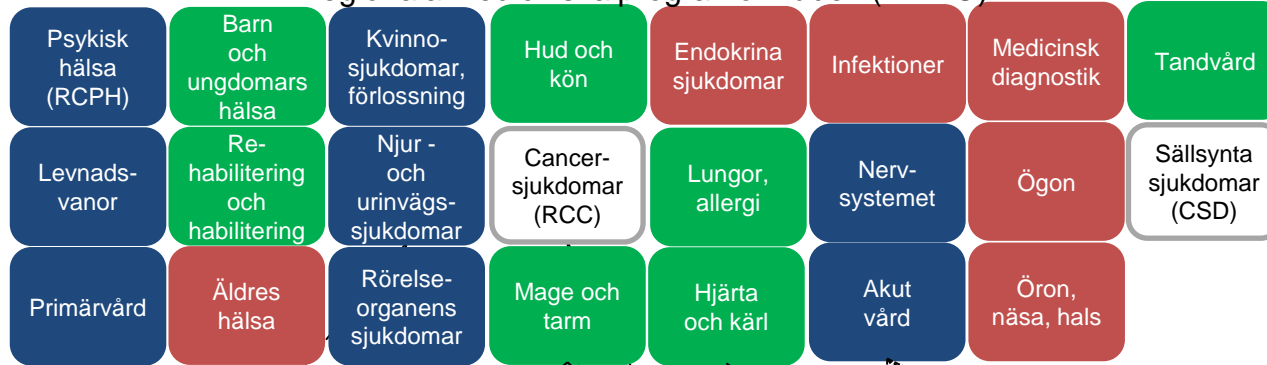 Psykisk
hälsa
(RCPH)
Barn
och
ungdomars
hälsa
Kvinno-
sjukdomar,
förlossning
Hud och
kön
Endokrina
sjukdomar
Infektioner
Medicinsk
diagnostik
Tandvård
Levnads-
vanor
Re-
habilitering
och
habilitering
Njur -
och
urinvägs-
sjukdomar
Cancer-
sjukdomar
(RCC)
Lungor,
allergi
Nerv-
systemet
Ögon
Sällsynta
sjukdomar
(CSD)
Primärvård
Äldres
hälsa
Rörelse-
organens
sjukdomar
Mage och
tarm
Hjärta
och kärl
Akut
vård
Öron,
näsa, hals